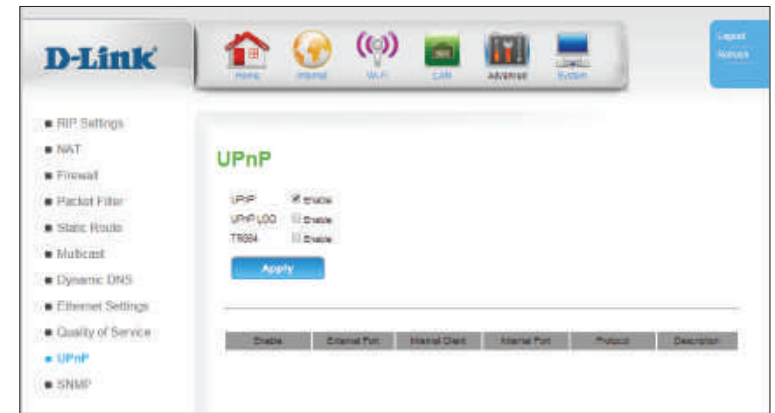 D-Link
Home
Internet
Wi-Fi
LAN
Advanced
System
Logout
Refresh
RIP Settings
NAT
Firewall
Packet Filter
Static Route
Multicast
Dynamic DNS
Ethernet Settings
Quality of Service
UPnP
SNMP
UPnP
UPnP Enable
UPnP LOG Enable
TR064 Enable
Apply
Enable External Port Internal Client Internal Port Protocol Description